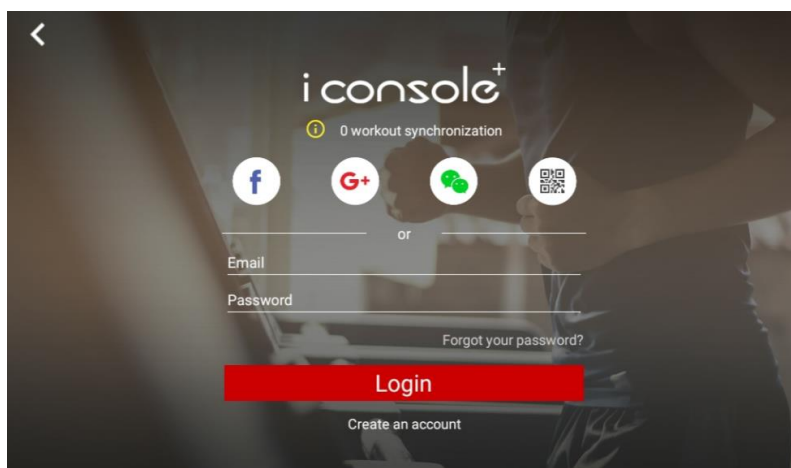 i console+
0 workout synchronization
f
G+
or
Email
Password
Forgot your password?
Login
Create an account